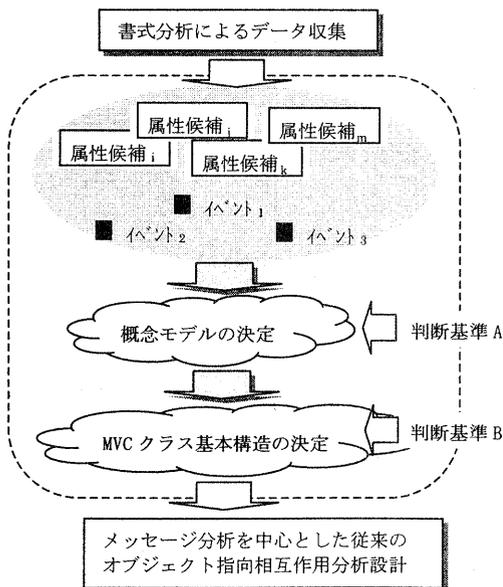 書式分析によるデータ収集
属性候補j
属性候補m
属性候補i
属性候補k
イベント1
イベント2
イベント3
概念モデルの決定
判断基準 A
MVC クラス基本構造の決定
判断基準 B
メッセージ分析を中心とした従来の
オブジェクト指向相互作用分析設計